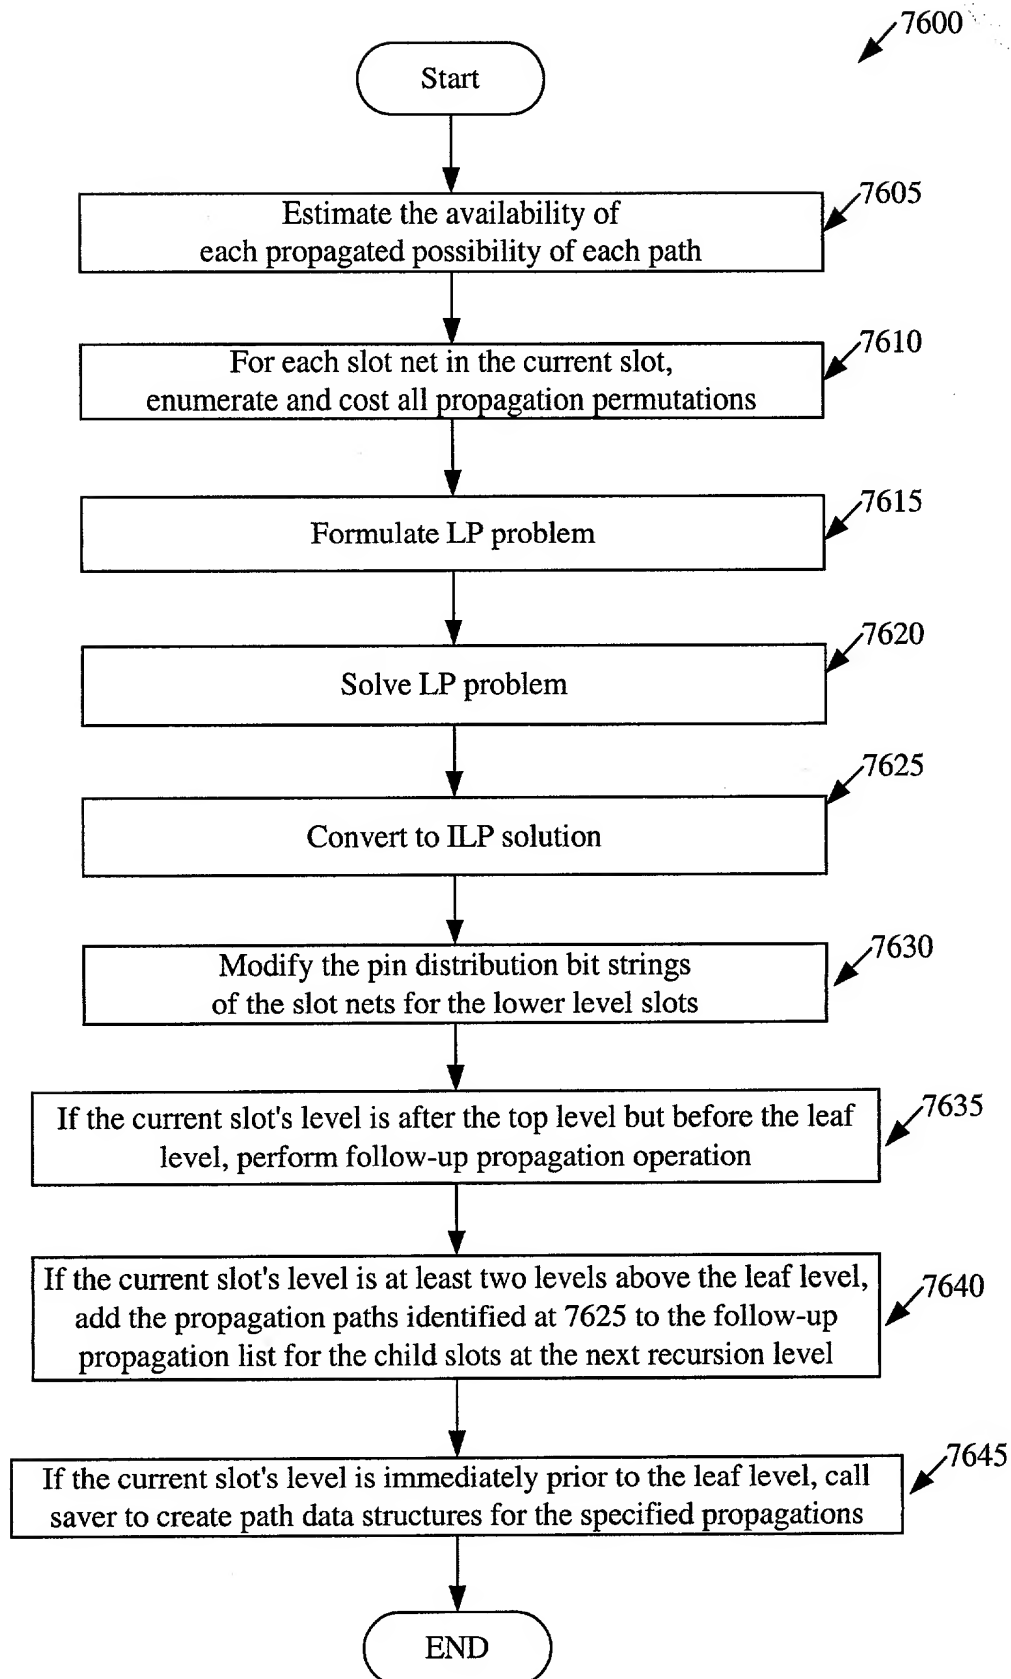 7600
Start
7605
Estimate the availability of
each propagated possibility of each path
7610
For each slot net in the current slot,
enumerate and cost all propagation permutations
7615
Formulate LP problem
7620
Solve LP problem
7625
Convert to ILP solution
7630
Modify the pin distribution bit strings
of the slot nets for the lower level slots
7635
If the current slot's level is after the top level but before the leaf
level, perform follow-up propagation operation
7640
If the current slot's level is at least two levels above the leaf level,
add the propagation paths identified at 7625 to the follow-up
propagation list for the child slots at the next recursion level
7645
If the current slot's level is immediately prior to the leaf level, call
saver to create path data structures for the specified propagations
END